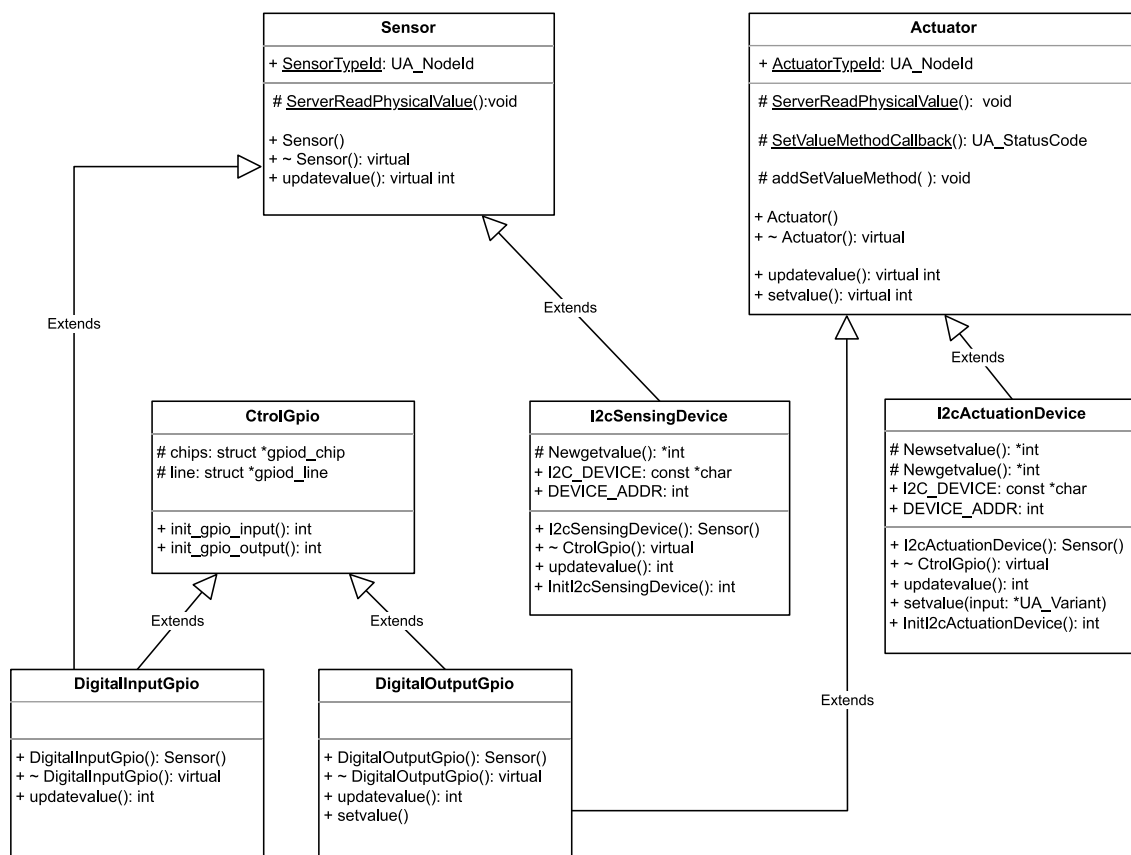 Sensor
+ SensorTypeId: UA_NodeId
# ServerReadPhysicalValue():void
+ Sensor()
+ ~ Sensor(): virtual
+ updatevalue(): virtual int
Actuator
+ ActuatorTypeId: UA_NodeId
# ServerReadPhysicalValue(): void
# SetValueMethodCallback(): UA_StatusCode
# addSetValueMethod( ): void
+ Actuator()
+ ~ Actuator(): virtual
+ updatevalue(): virtual int
+ setvalue(): virtual int
Extends
Extends
Extends
CtrolGpio
# chips: struct *gpiod_chip
# line: struct *gpiod_line
+ init_gpio_input(): int
+ init_gpio_output(): int
I2cSensingDevice
# Newgetvalue(): *int
+ I2C_DEVICE: const *char
+ DEVICE_ADDR: int
+ I2cSensingDevice(): Sensor()
+ ~ CtrolGpio(): virtual
+ updatevalue(): int
+ InitI2cSensingDevice(): int
I2cActuationDevice
# Newsetvalue(): *int
# Newgetvalue(): *int
+ I2C_DEVICE: const *char
+ DEVICE_ADDR: int
+ I2cActuationDevice(): Sensor()
+ ~ CtrolGpio(): virtual
+ updatevalue(): int
+ setvalue(input: *UA_Variant)
+ InitI2cActuationDevice(): int
Extends
Extends
Extends
DigitalInputGpio
+ DigitalInputGpio(): Sensor()
+ ~ DigitalInputGpio(): virtual
+ updatevalue(): int
DigitalOutputGpio
+ DigitalOutputGpio(): Sensor()
+ ~ DigitalOutputGpio(): virtual
+ updatevalue(): int
+ setvalue()